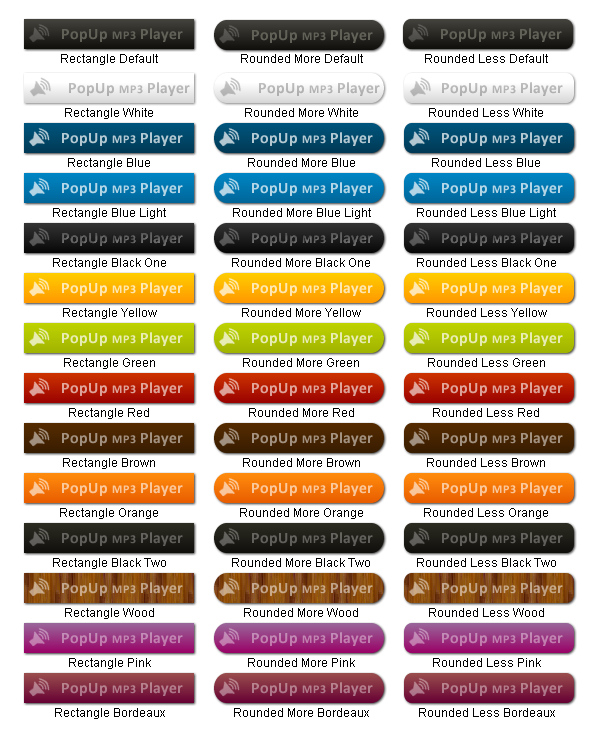 PopUp MP3 Player PopUp MP3 Player PopUp MP3 Player
Rectangle Default Rounded More Default Rounded Less Default
PopUp MP3 Player PopUp MP3 Player PopUp MP3 Player
Rectangle White Rounded More White Rounded Less White
PopUp MP3 Player PopUp MP3 Player PopUp MP3 Player
Rectangle Blue Rounded More Blue Rounded Less Blue
PopUp MP3 Player PopUp MP3 Player PopUp MP3 Player
Rectangle Blue Light Rounded More Blue Light Rounded Less Blue Light
PopUp MP3 Player PopUp MP3 Player PopUp MP3 Player
Rectangle Black One Rounded More Black One Rounded Less Black One
PopUp MP3 Player PopUp MP3 Player PopUp MP3 Player
Rectangle Yellow Rounded More Yellow Rounded Less Yellow
PopUp MP3 Player PopUp MP3 Player PopUp MP3 Player
Rectangle Green Rounded More Green Rounded Less Green
PopUp MP3 Player PopUp MP3 Player PopUp MP3 Player
Rectangle Red Rounded More Red Rounded Less Red
PopUp MP3 Player PopUp MP3 Player PopUp MP3 Player
Rectangle Brown Rounded More Brown Rounded Less Brown
PopUp MP3 Player PopUp MP3 Player PopUp MP3 Player
Rectangle Orange Rounded More Orange Rounded Less Orange
PopUp MP3 Player PopUp MP3 Player PopUp MP3 Player
Rectangle Black Two Rounded More Black Two Rounded Less Black Two
PopUp MP3 Player PopUp MP3 Player PopUp MP3 Player
Rectangle Wood Rounded More Wood Rounded Less Wood
PopUp MP3 Player PopUp MP3 Player PopUp MP3 Player
Rectangle Pink Rounded More Pink Rounded Less Pink
PopUp MP3 Player PopUp MP3 Player PopUp MP3 Player
Rectangle Bordeaux Rounded More Bordeaux Rounded Less Bordeaux